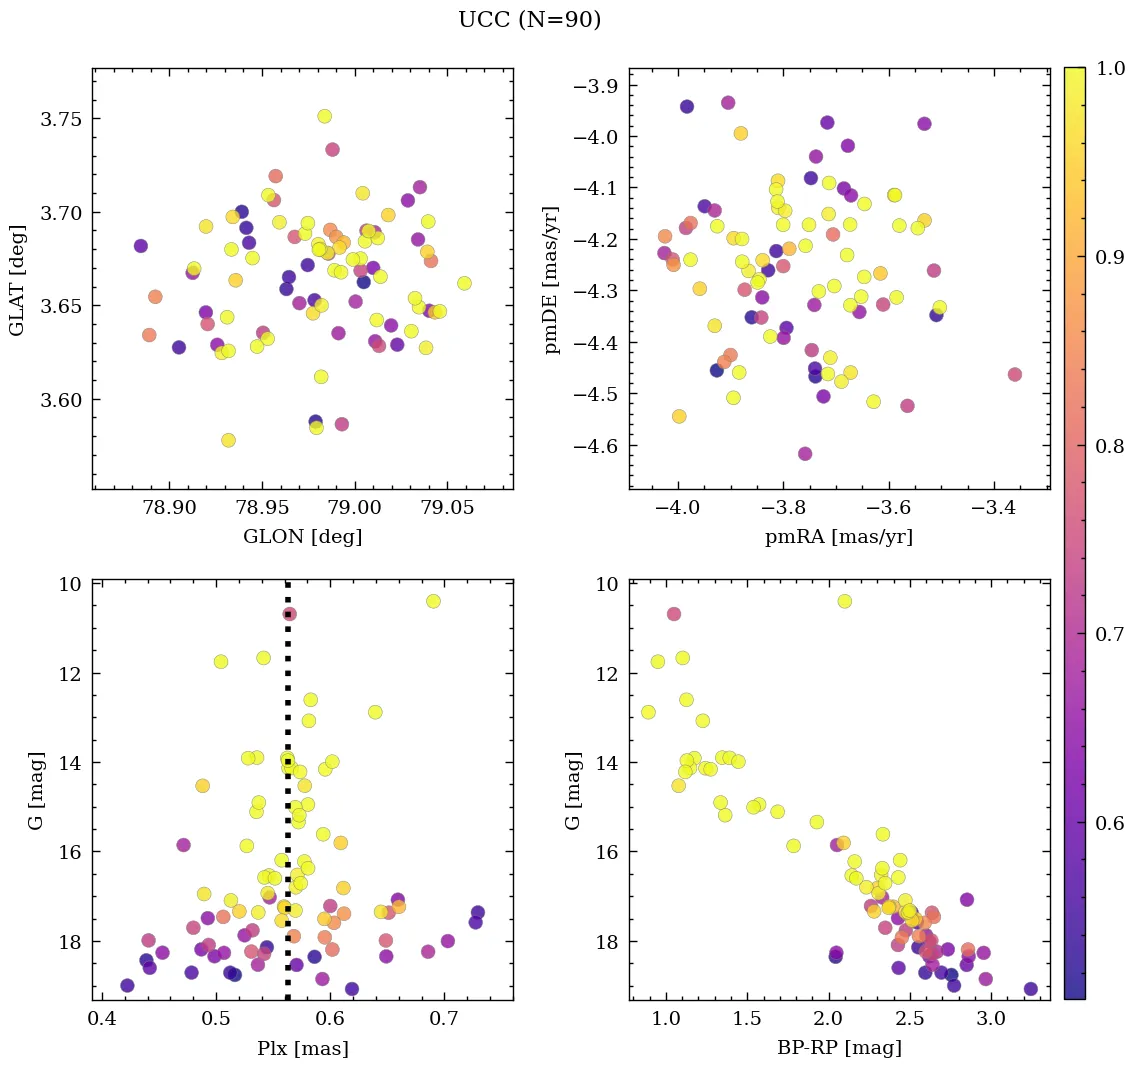 UCC (N=90)
3.75
3.70
3.65
3.60
GLAT [deg]
78.90 78.95 79.00 79.05
GLON [deg]
−3.9
−4.0
−4.1
−4.2
−4.3
−4.4
−4.5
−4.6
pmDE [mas/yr]
−4.0 −3.8 −3.6 −3.4
pmRA [mas/yr]
10
12
14
16
18
G [mag]
0.4 0.5 0.6 0.7
Plx [mas]
10
12
14
16
18
G [mag]
1.0 1.5 2.0 2.5 3.0
BP-RP [mag]
1.0
0.9
0.8
0.7
0.6